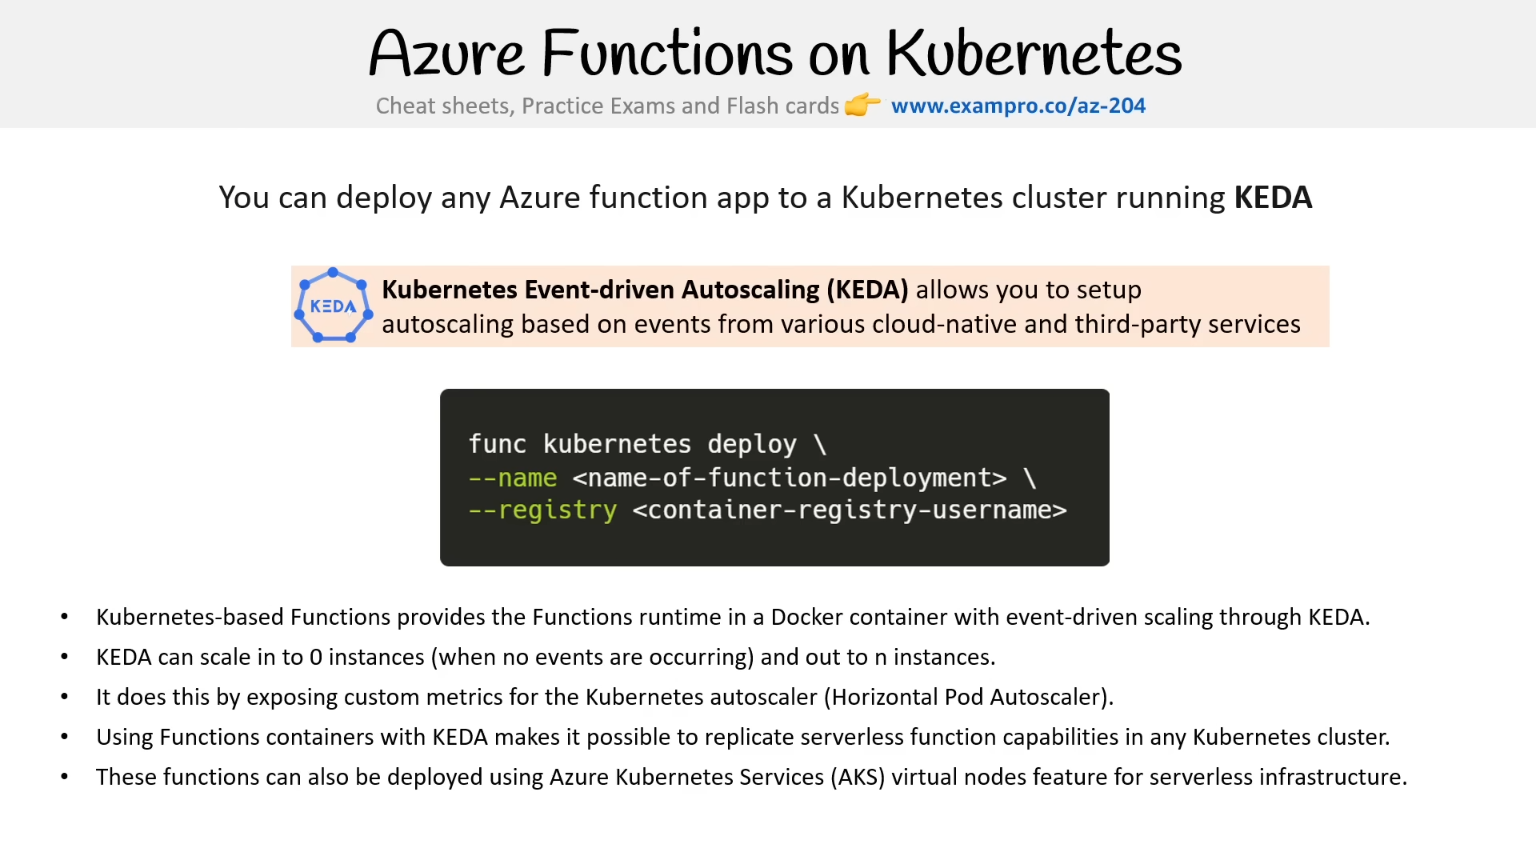 Azure Functions on Kubernetes
Cheat sheets, Practice Exams and Flash cards 👉 www.exampro.co/az-204
You can deploy any Azure function app to a Kubernetes cluster running KEDA
KEDA
Kubernetes Event-driven Autoscaling (KEDA) allows you to setup
autoscaling based on events from various cloud-native and third-party services
func kubernetes deploy \
--name <name-of-function-deployment> \
--registry <container-registry-username>
• Kubernetes-based Functions provides the Functions runtime in a Docker container with event-driven scaling through KEDA.
• KEDA can scale in to 0 instances (when no events are occurring) and out to n instances.
• It does this by exposing custom metrics for the Kubernetes autoscaler (Horizontal Pod Autoscaler).
• Using Functions containers with KEDA makes it possible to replicate serverless function capabilities in any Kubernetes cluster.
• These functions can also be deployed using Azure Kubernetes Services (AKS) virtual nodes feature for serverless infrastructure.